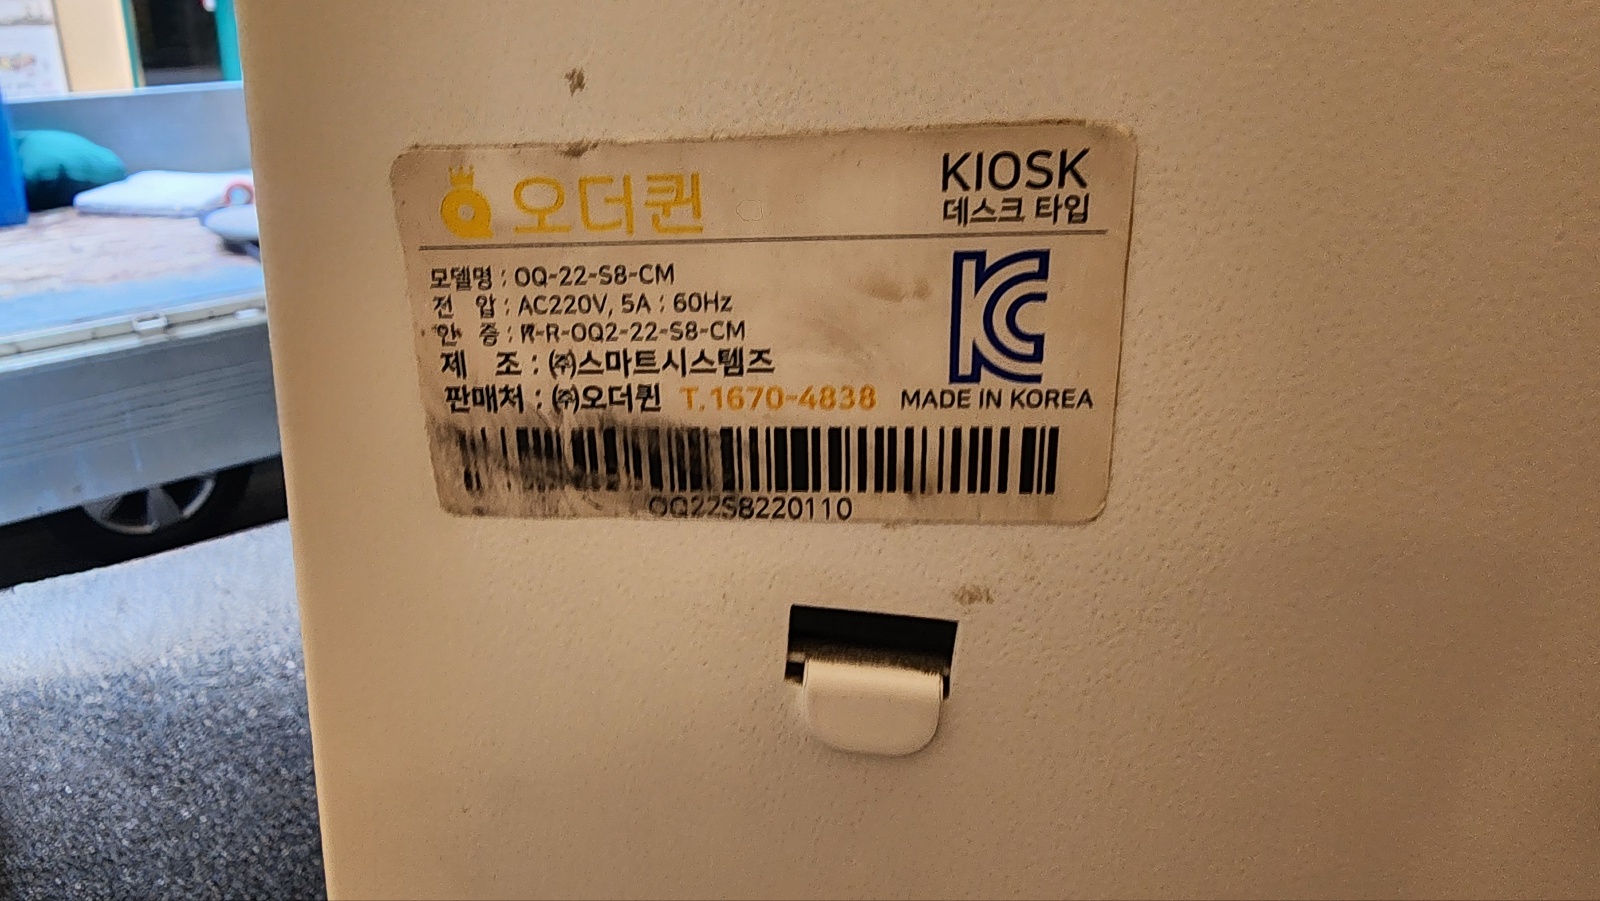 오더퀸
KIOSK
데스크 타입
모델명 : OQ-22-S8-CM
전 압 : AC220V, 5A : 60Hz
인 증 : R-R-OQ2-22-S8-CM
제 조 : ㈜스마트시스템즈
판매처 : ㈜오더퀸 T.1670-4838
MADE IN KOREA
OQ22S8220110